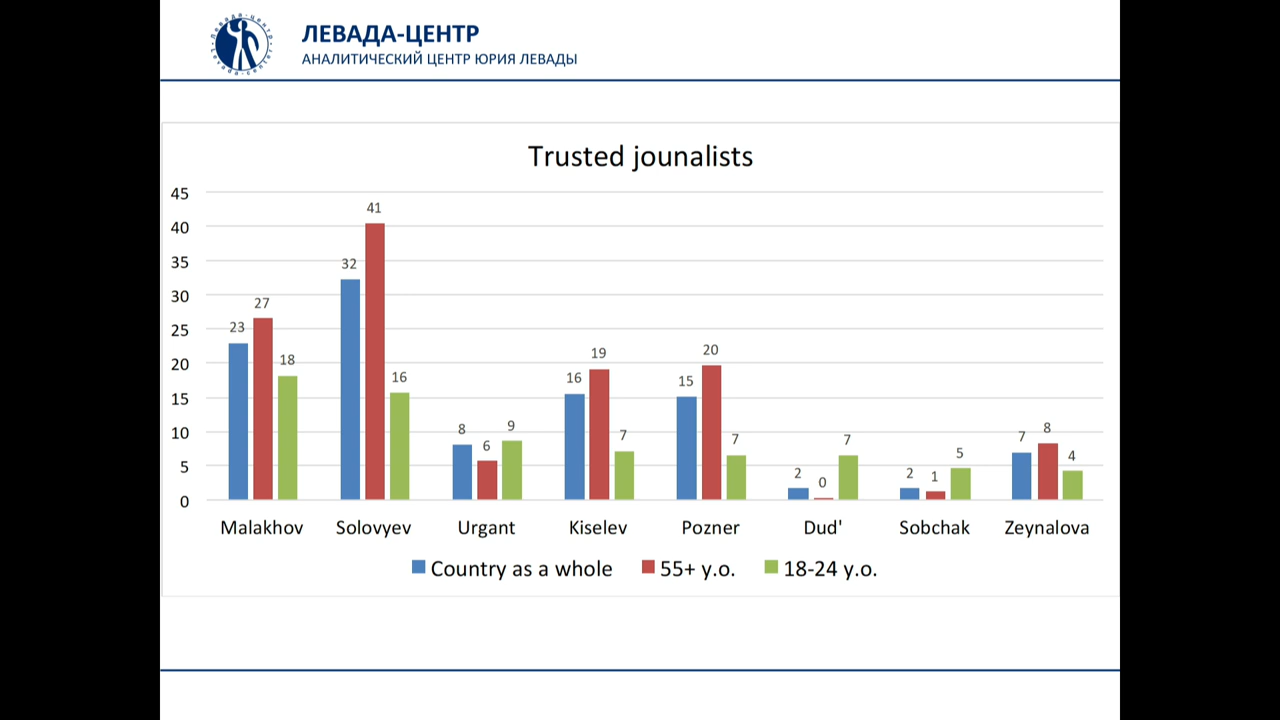 ЛЕВАДА-ЦЕНТР
АНАЛИТИЧЕСКИЙ ЦЕНТР ЮРИЯ ЛЕВАДЫ
Trusted jounalists
45
40
35
30
25
20
15
10
5
0
23 27 18
32 41 16
8 6 9
16 19 7
15 20 7
2 0 7
2 1 5
7 8 4
Malakhov Solovyev Urgant Kiselev Pozner Dud' Sobchak Zeynalova
Country as a whole 55+ y.o. 18-24 y.o.